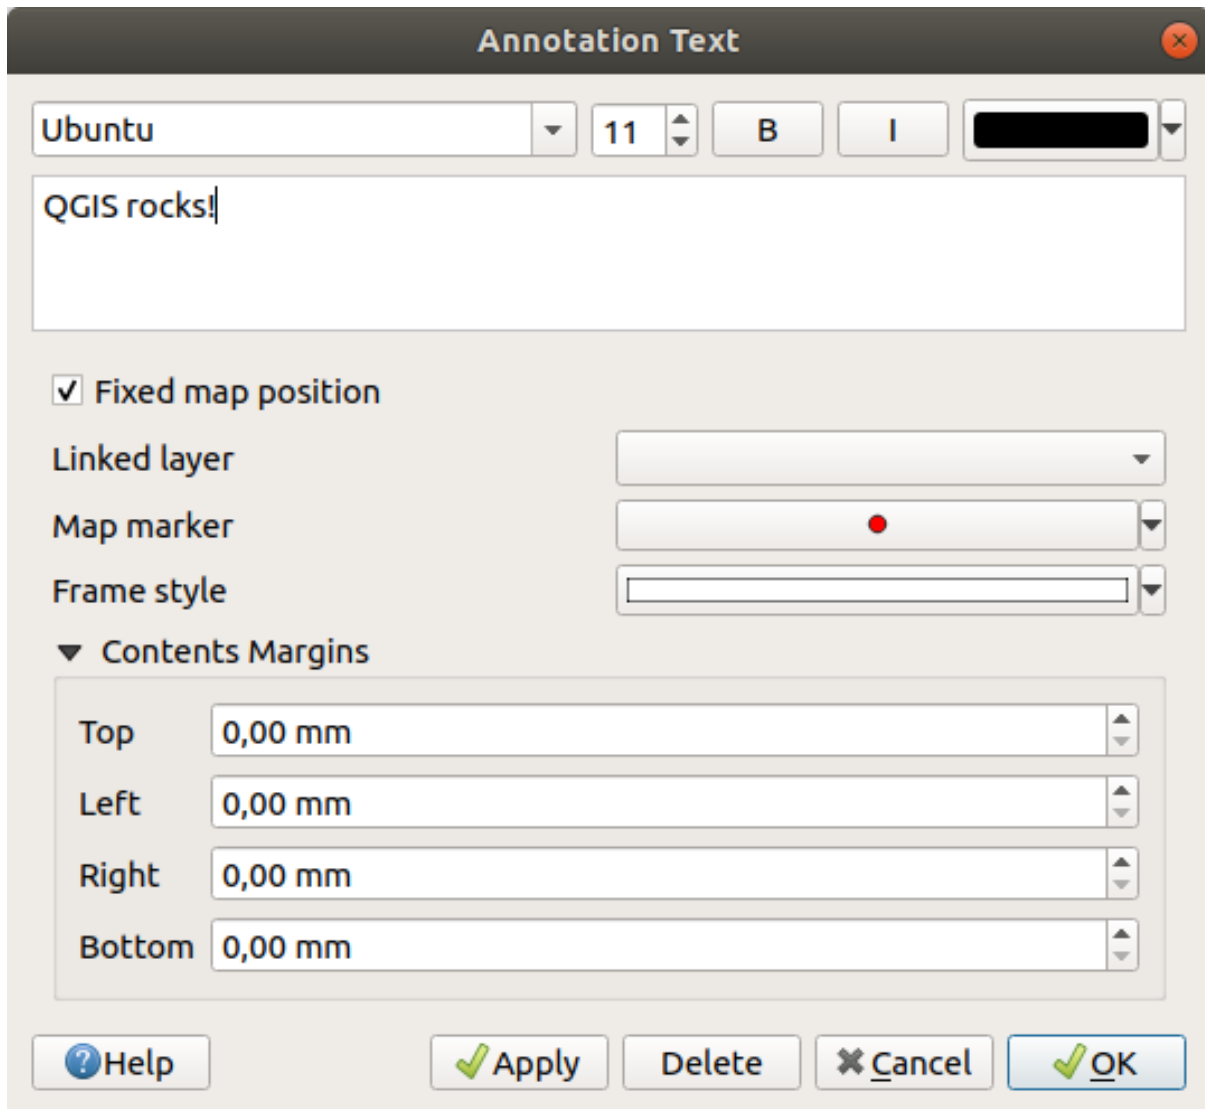 Annotation Text
Ubuntu 11 B I
QGIS rocks!
Fixed map position
Linked layer
Map marker
Frame style
Contents Margins
Top 0,00 mm
Left 0,00 mm
Right 0,00 mm
Bottom 0,00 mm
Help Apply Delete Cancel OK